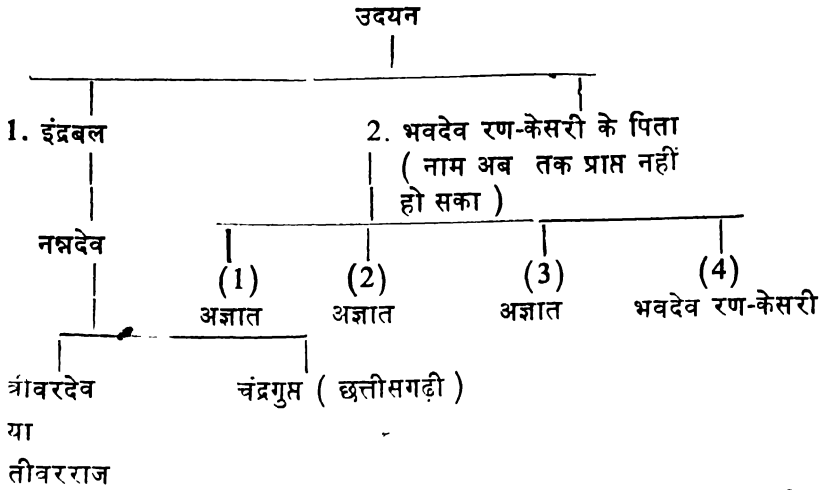 उदयन
1. इंद्रबल
2. भवदेव रण-केसरी के पिता
( नाम अब तक प्राप्त नहीं
हो सका )
नन्नदेव
(1) (2) (3) (4)
अज्ञात अज्ञात अज्ञात भवदेव रण-केसरी
त्रीवरदेव चंद्रगुप्त ( छत्तीसगढ़ी )
या
तीवरराज